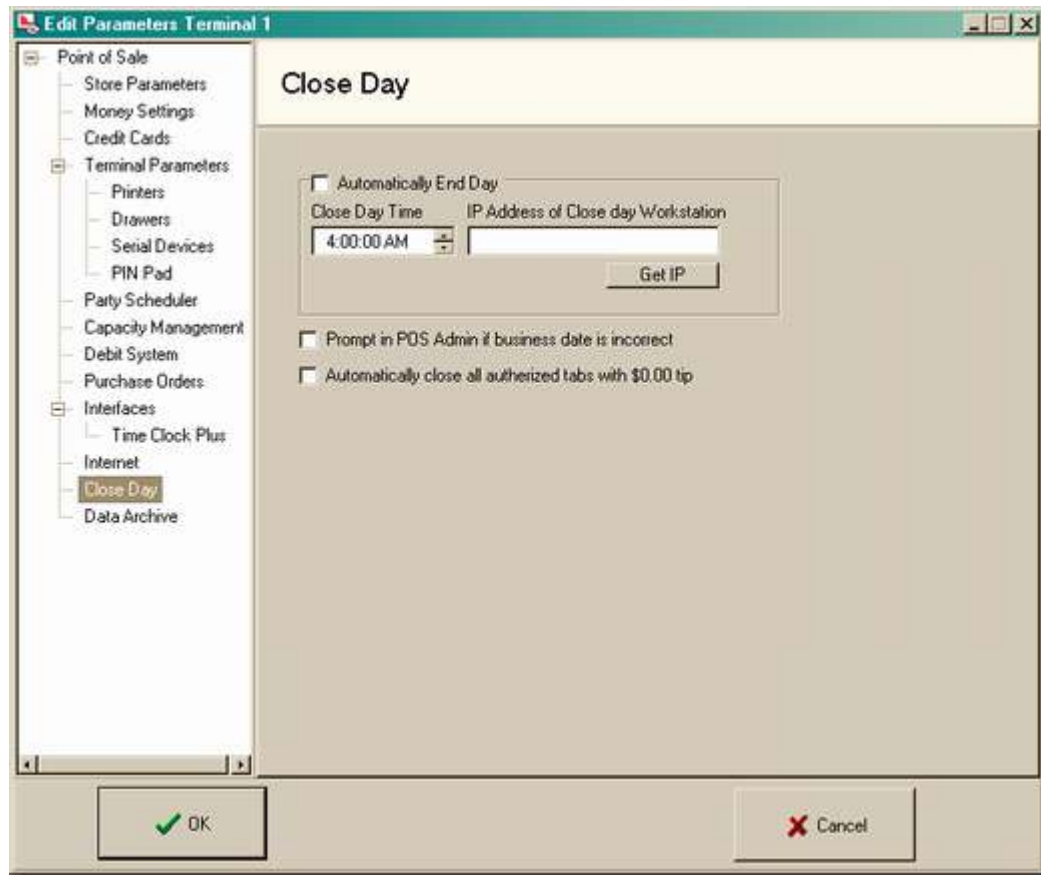 Edit Parameters Terminal 1
Point of Sale
Store Parameters
Money Settings
Credit Cards
Terminal Parameters
Printers
Drawers
Serial Devices
PIN Pad
Party Scheduler
Capacity Management
Debit System
Purchase Orders
Interfaces
Time Clock Plus
Internet
Close Day
Data Archive
Close Day
Automatically End Day
Close Day Time IP Address of Close day Workstation
4:00:00 AM
Get IP
Prompt in POS Admin if business date is incorrect
Automatically close all autherized tabs with $0.00 tip
OK
Cancel